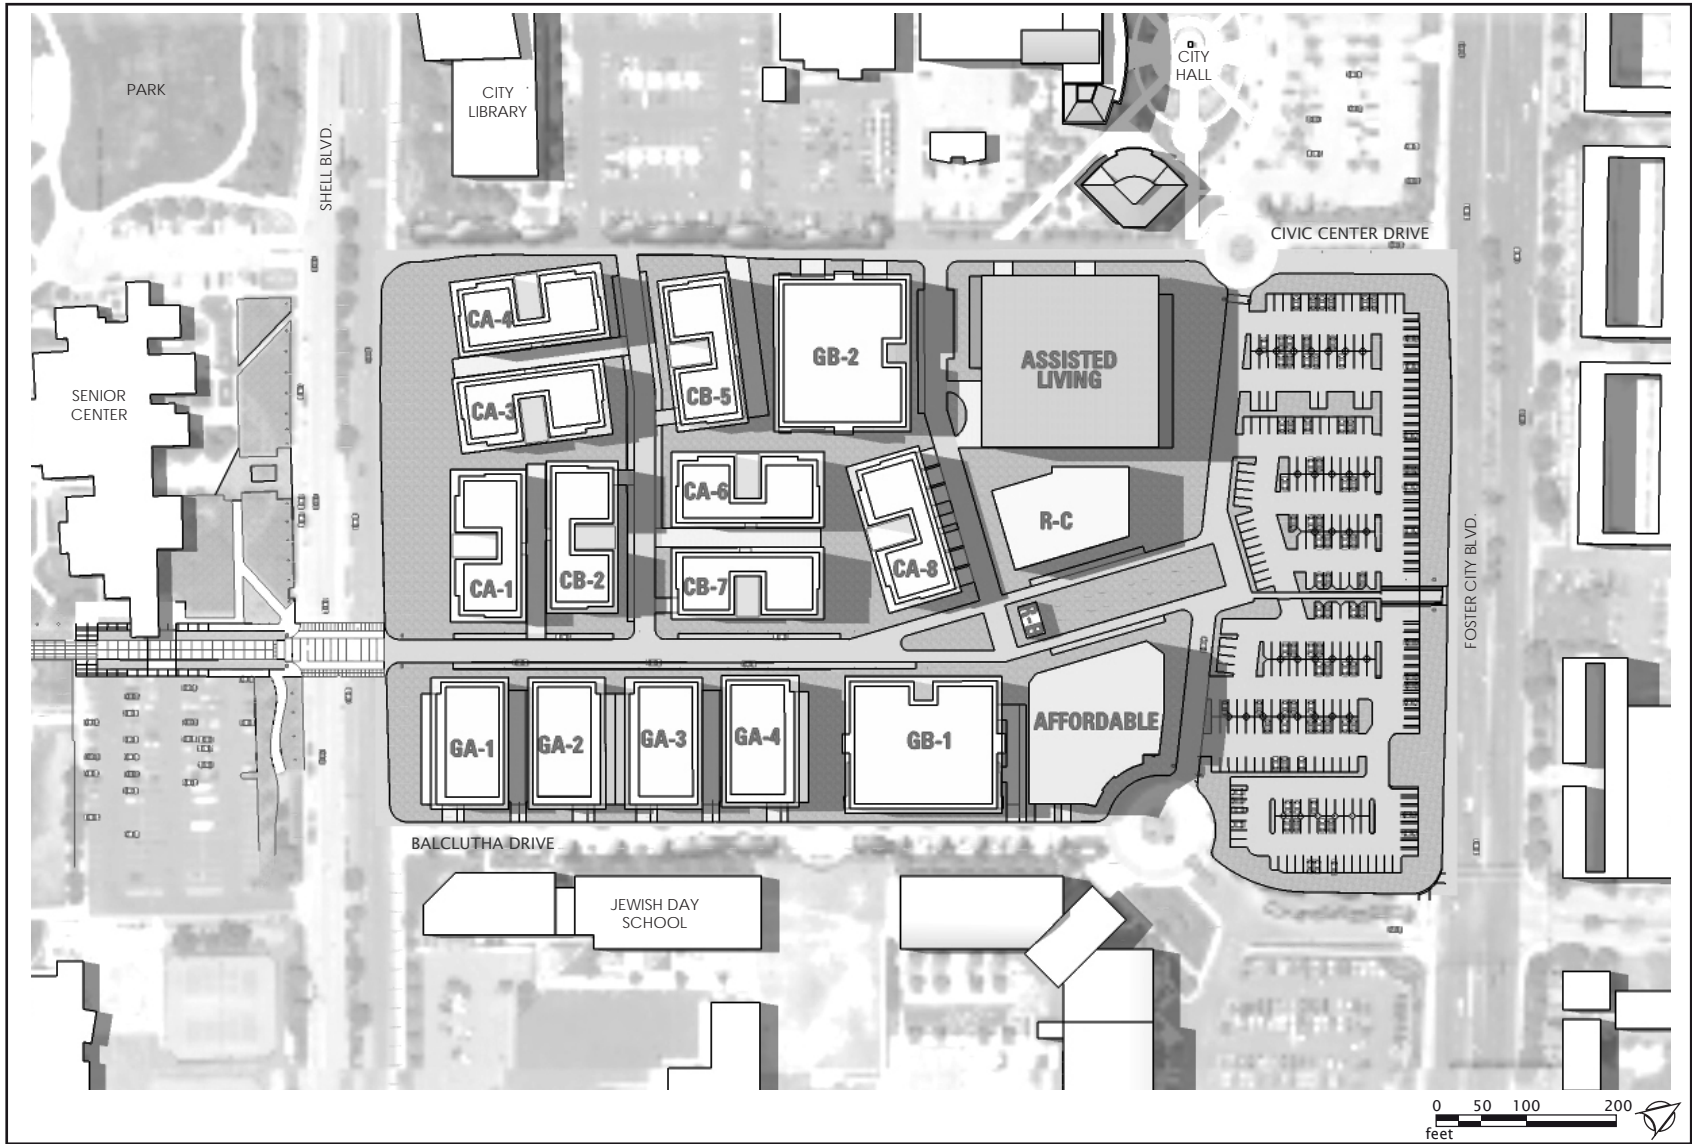 PARK
CITY
LIBRARY
CITY
HALL
SHELL BLVD.
CIVIC CENTER DRIVE
SENIOR
CENTER
CA-4
CA-3
CB-5
GB-2
ASSISTED
LIVING
CA-1
CB-2
CA-6
CB-7
CA-8
R-C
FOSTER CITY BLVD.
GA-1
GA-2
GA-3
GA-4
GB-1
AFFORDABLE
BALCLUTHA DRIVE
JEWISH DAY
SCHOOL
0 50 100 200
feet